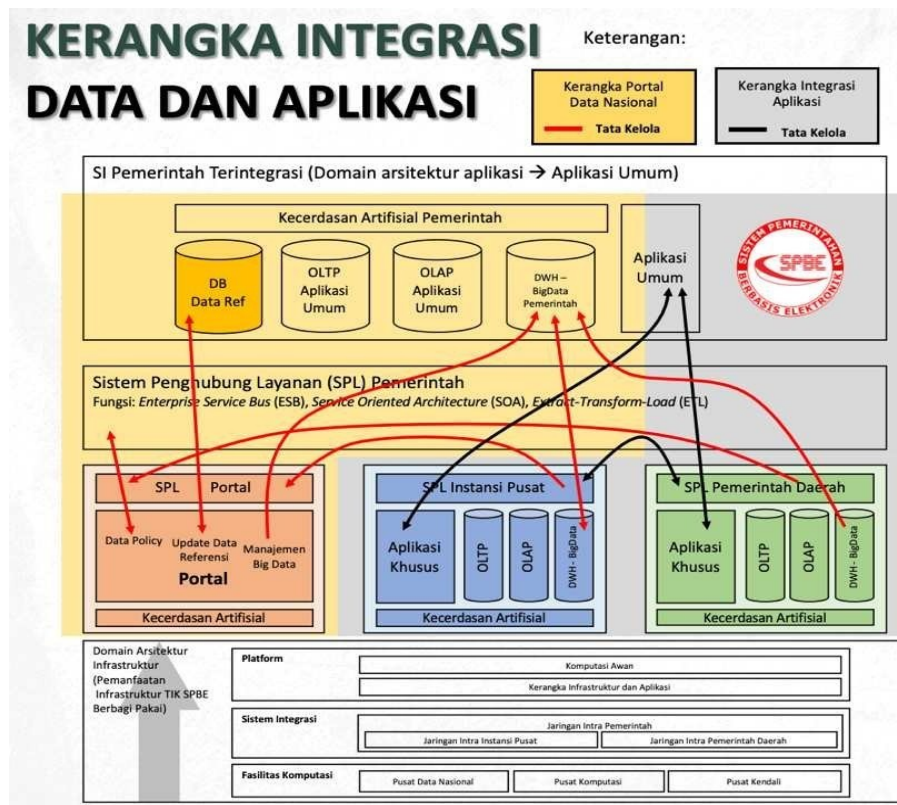 KERANGKA INTEGRASI
DATA DAN APLIKASI
Keterangan:
Kerangka Portal
Data Nasional
Tata Kelola
Kerangka Integrasi
Aplikasi
Tata Kelola
SI Pemerintah Terintegrasi (Domain arsitektur aplikasi → Aplikasi Umum)
Kecerdasan Artifisial Pemerintah
DB
Data Ref
OLTP
Aplikasi
Umum
OLAP
Aplikasi
Umum
DWH –
BigData
Pemerintah
Aplikasi
Umum
SISTEM PEMERINTAHAN
SPBE
BERBASIS ELEKTRONIK
Sistem Penghubung Layanan (SPL) Pemerintah
Fungsi: Enterprise Service Bus (ESB), Service Oriented Architecture (SOA), Extract-Transform-Load (ETL)
SPL Portal
Data Policy
Update Data
Referensi
Manajemen
Big Data
Portal
Kecerdasan Artifisial
SPL Instansi Pusat
Aplikasi
Khusus
OLTP
OLAP
DWH - BigData
Kecerdasan Artifisial
SPL Pemerintah Daerah
Aplikasi
Khusus
OLTP
OLAP
DWH - BigData
Kecerdasan Artifisial
Domain Arsitektur
Infrastruktur
(Pemanfaatan
Infrastruktur TIK SPBE
Berbagi Pakai)
Platform
Komputasi Awan
Kerangka Infrastruktur dan Aplikasi
Sistem Integrasi
Jaringan Intra Pemerintah
Jaringan Intra Instansi Pusat
Jaringan Intra Pemerintah Daerah
Fasilitas Komputasi
Pusat Data Nasional
Pusat Komputasi
Pusat Kendali